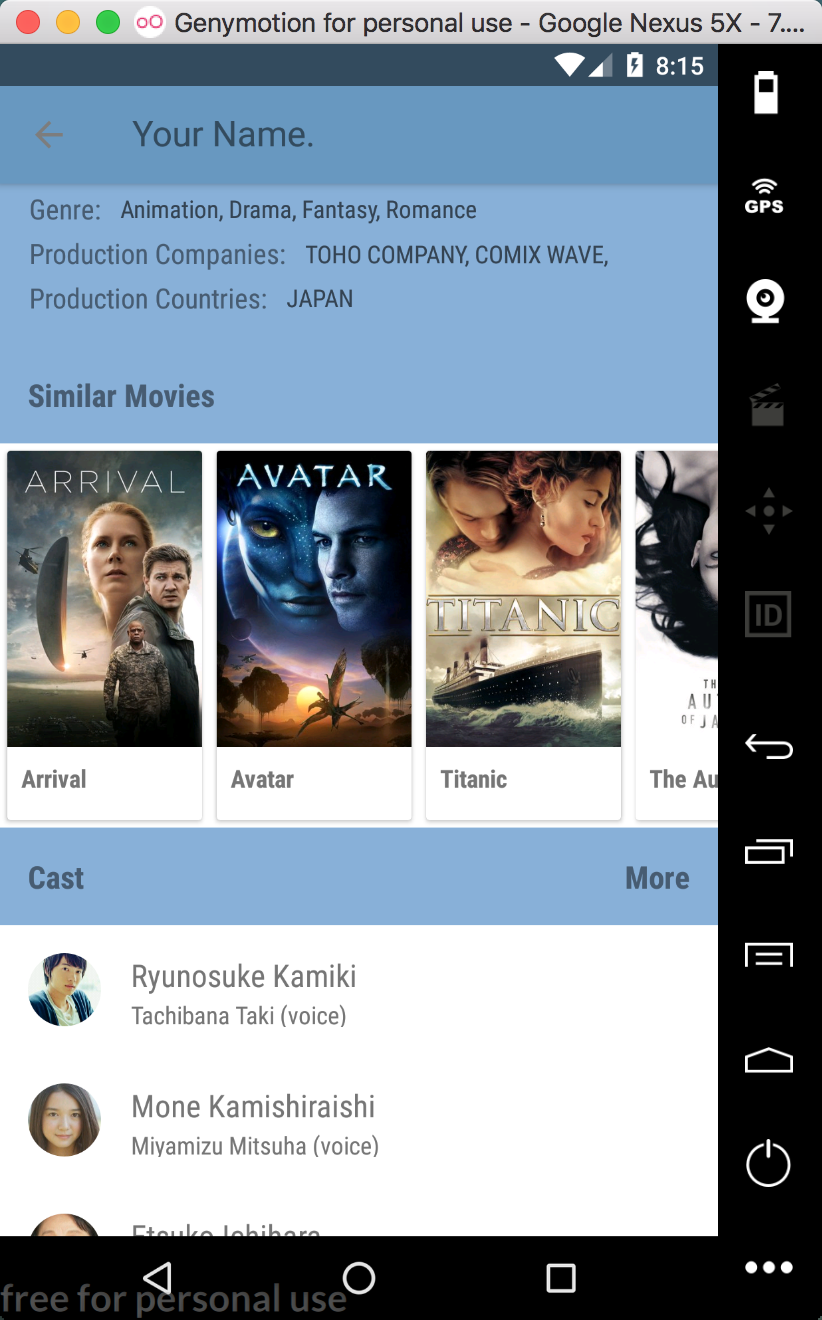 Genymotion for personal use - Google Nexus 5X - 7....
8:15
GPS
Your Name.
Genre: Animation, Drama, Fantasy, Romance
Production Companies: TOHO COMPANY, COMIX WAVE,
Production Countries: JAPAN
Similar Movies
ARRIVAL
AVATAR
TITANIC
TH
AU
OF JA
ID
Arrival
Avatar
Titanic
The Au
Cast
More
Ryunosuke Kamiki
Tachibana Taki (voice)
Mone Kamishiraishi
Miyamizu Mitsuha (voice)
Etsuko Ichihara
free for personal use